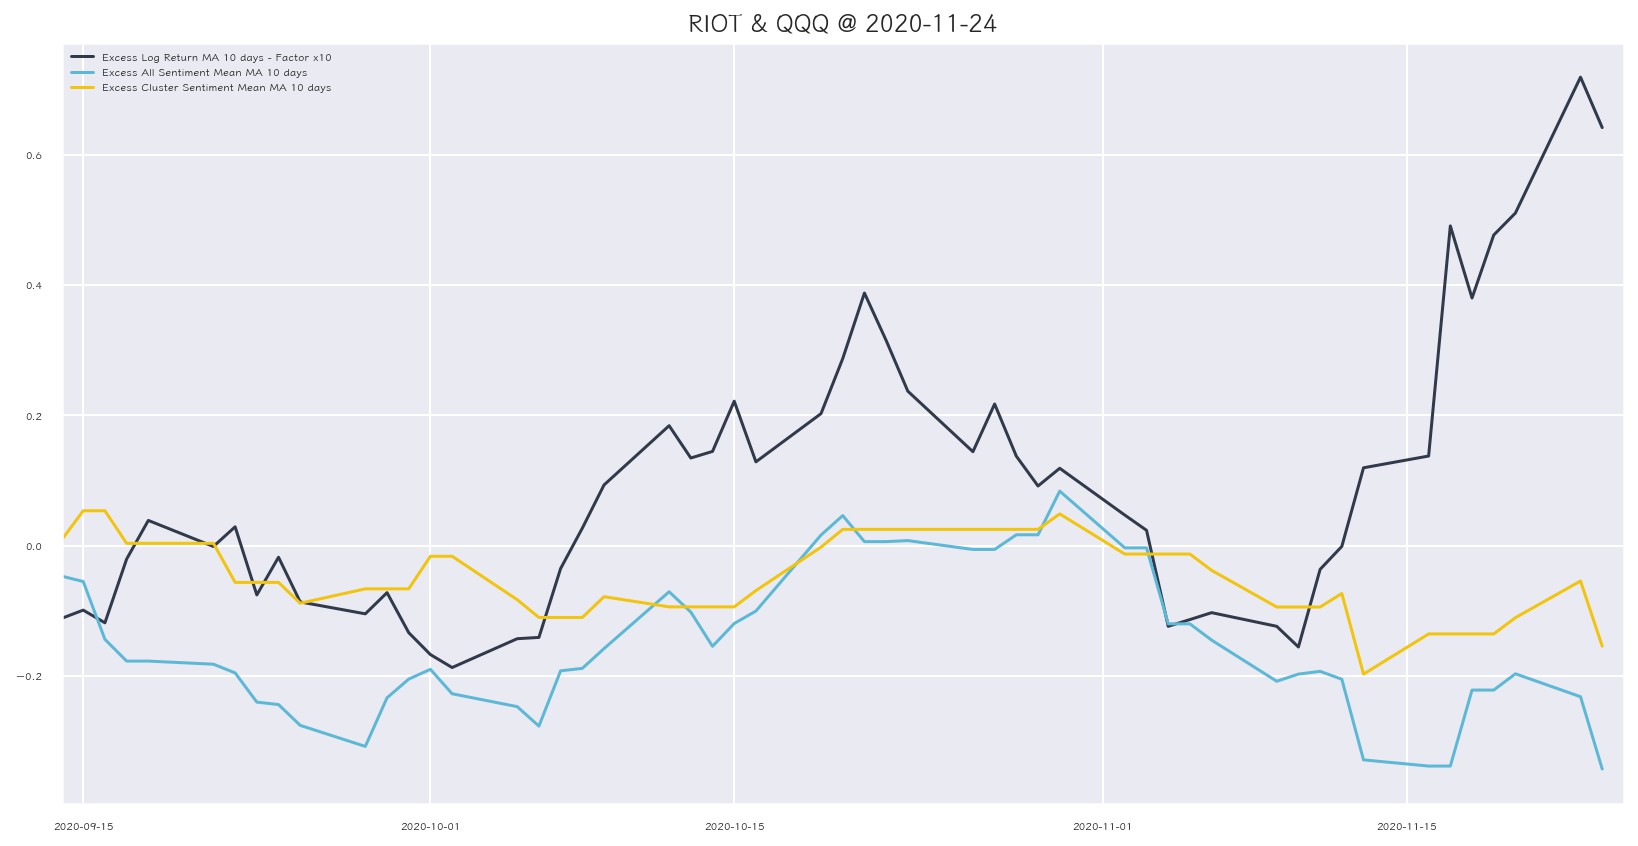 RIOT & QQQ @ 2020-11-24
Excess Log Return MA 10 days - Factor x10
Excess All Sentiment Mean MA 10 days
Excess Cluster Sentiment Mean MA 10 days
0.6
0.4
0.2
0.0
−0.2
2020-09-15 2020-10-01 2020-10-15 2020-11-01 2020-11-15